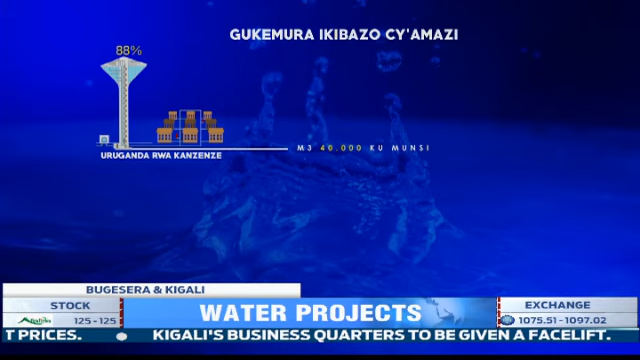 GUKEMURA IKIBAZO CY'AMAZI
88%
URUGANDA RWA KANZENZE
M3 40.000 KU MUNSI
BUGESERA & KIGALI
STOCK
125 - 125
WATER PROJECTS
EXCHANGE
1075.51 - 1097.02
T PRICES. KIGALI'S BUSINESS QUARTERS TO BE GIVEN A FACELIFT.